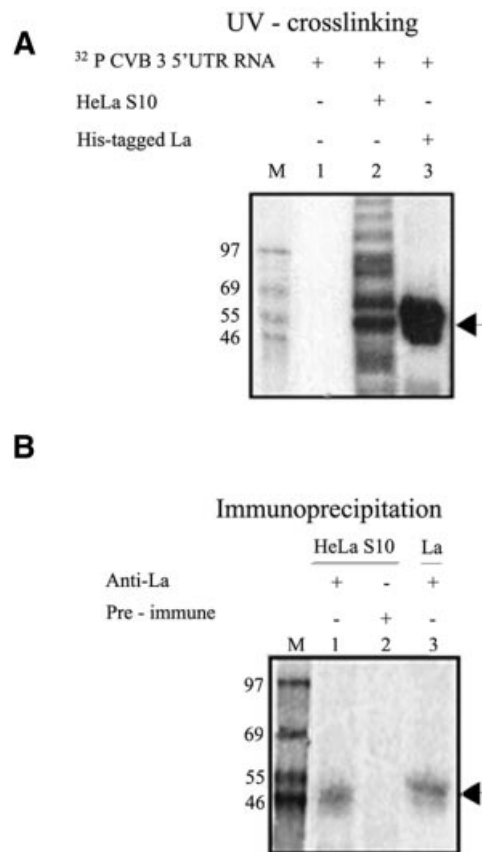 UV - crosslinking
A
32 P CVB 3 5'UTR RNA + + +
HeLa S10 - + -
His-tagged La - - +
M 1 2 3
97
69
55
46
B
Immunoprecipitation
HeLa S10 La
Anti-La + - +
Pre - immune - + -
M 1 2 3
97
69
55
46